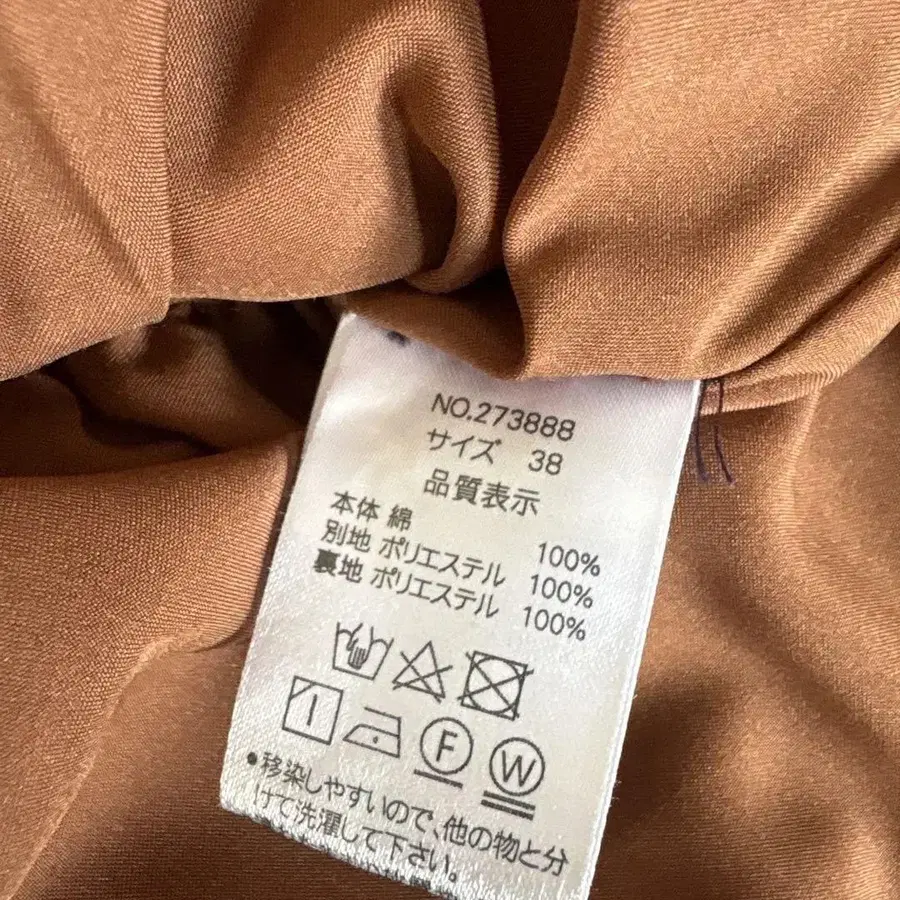 NO.273888
サイズ 38
品質表示
本体 綿 100%
別地 ポリエステル 100%
裏地 ポリエステル 100%
F W
●移染しやすいので、他の物と分
けて洗濯して下さい。